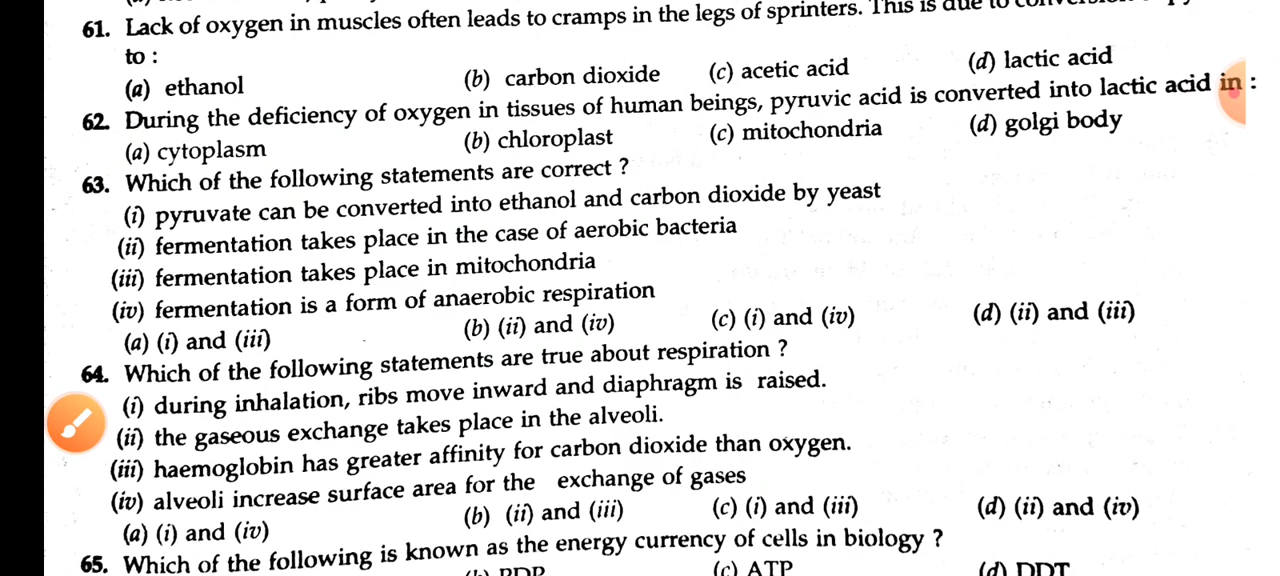 61. Lack of oxygen in muscles often leads to cramps in the legs of sprinters. This is due to
to :
(a) ethanol (b) carbon dioxide (c) acetic acid (d) lactic acid
62. During the deficiency of oxygen in tissues of human beings, pyruvic acid is converted into lactic acid in :
(a) cytoplasm (b) chloroplast (c) mitochondria (d) golgi body
63. Which of the following statements are correct ?
(i) pyruvate can be converted into ethanol and carbon dioxide by yeast
(ii) fermentation takes place in the case of aerobic bacteria
(iii) fermentation takes place in mitochondria
(iv) fermentation is a form of anaerobic respiration
(a) (i) and (iii) (b) (ii) and (iv) (c) (i) and (iv) (d) (ii) and (iii)
64. Which of the following statements are true about respiration ?
(i) during inhalation, ribs move inward and diaphragm is raised.
(ii) the gaseous exchange takes place in the alveoli.
(iii) haemoglobin has greater affinity for carbon dioxide than oxygen.
(iv) alveoli increase surface area for the exchange of gases
(a) (i) and (iv) (b) (ii) and (iii) (c) (i) and (iii) (d) (ii) and (iv)
65. Which of the following is known as the energy currency of cells in biology ?
(c) ATP (d) DDT